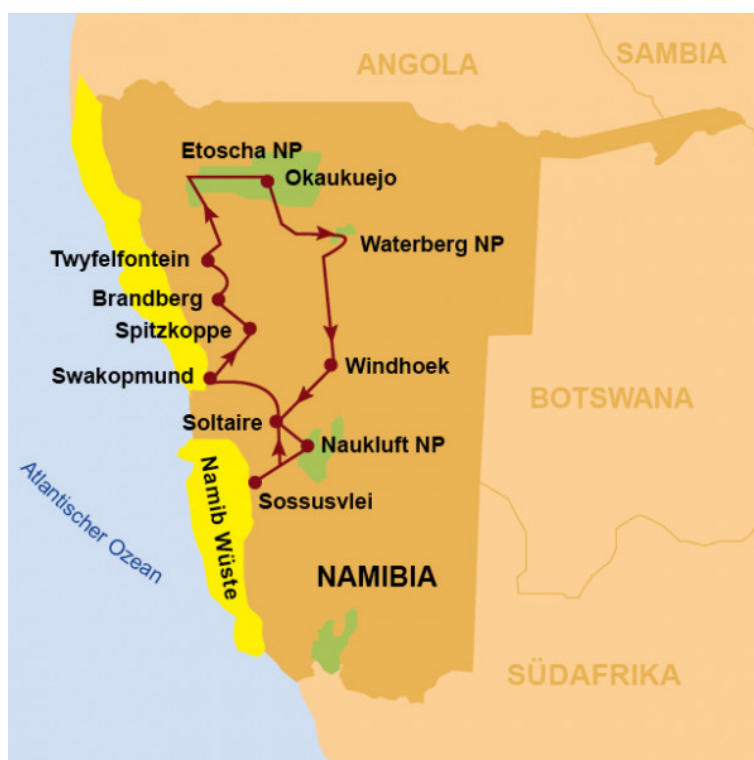 ANGOLA
SAMBIA
Etoscha NP
Okaukuejo
Waterberg NP
Twyfelfontein
Brandberg
Spitzkoppe
Swakopmund
Windhoek
BOTSWANA
Soltaire
Naukluft NP
Sossusvlei
Atlantischer Ozean
Namib Wüste
NAMIBIA
SÜDAFRIKA